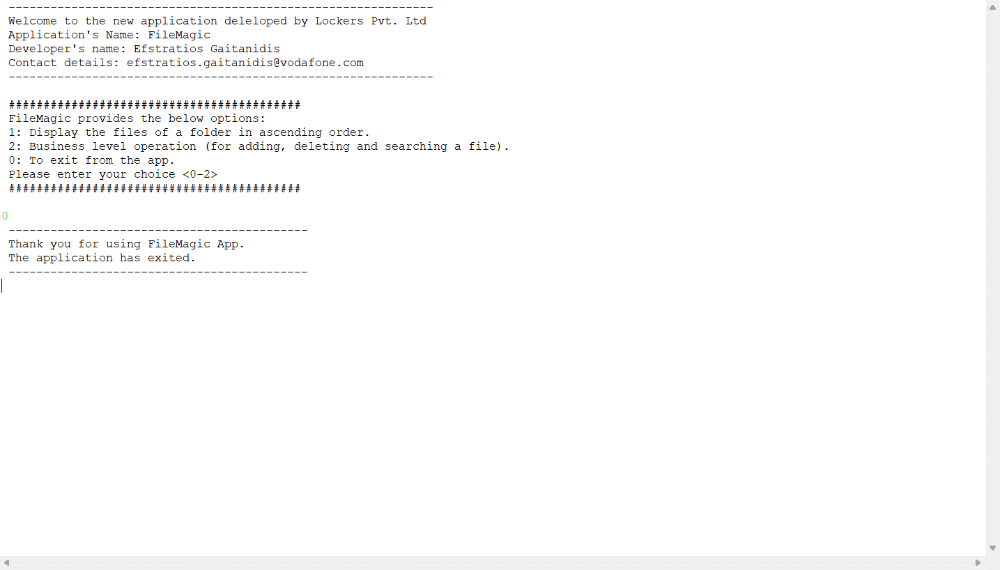 -------------------------------------------------------------
Welcome to the new application deleloped by Lockers Pvt. Ltd
Application's Name: FileMagic
Developer's name: Efstratios Gaitanidis
Contact details: efstratios.gaitanidis@vodafone.com
-------------------------------------------------------------
##########################################
FileMagic provides the below options:
1: Display the files of a folder in ascending order.
2: Business level operation (for adding, deleting and searching a file).
0: To exit from the app.
Please enter your choice <0-2>
##########################################
0
-------------------------------------------
Thank you for using FileMagic App.
The application has exited.
-------------------------------------------